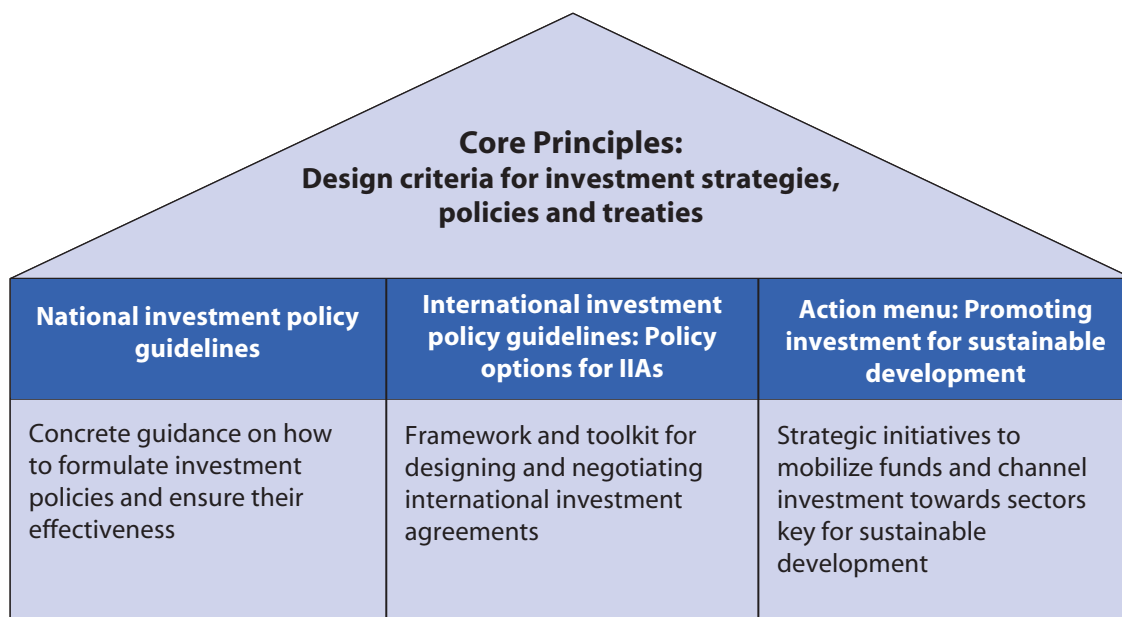 Core Principles:
Design criteria for investment strategies,
policies and treaties
National investment policy
guidelines
International investment
policy guidelines: Policy
options for IIAs
Action menu: Promoting
investment for sustainable
development
Concrete guidance on how
to formulate investment
policies and ensure their
effectiveness
Framework and toolkit for
designing and negotiating
international investment
agreements
Strategic initiatives to
mobilize funds and channel
investment towards sectors
key for sustainable
development